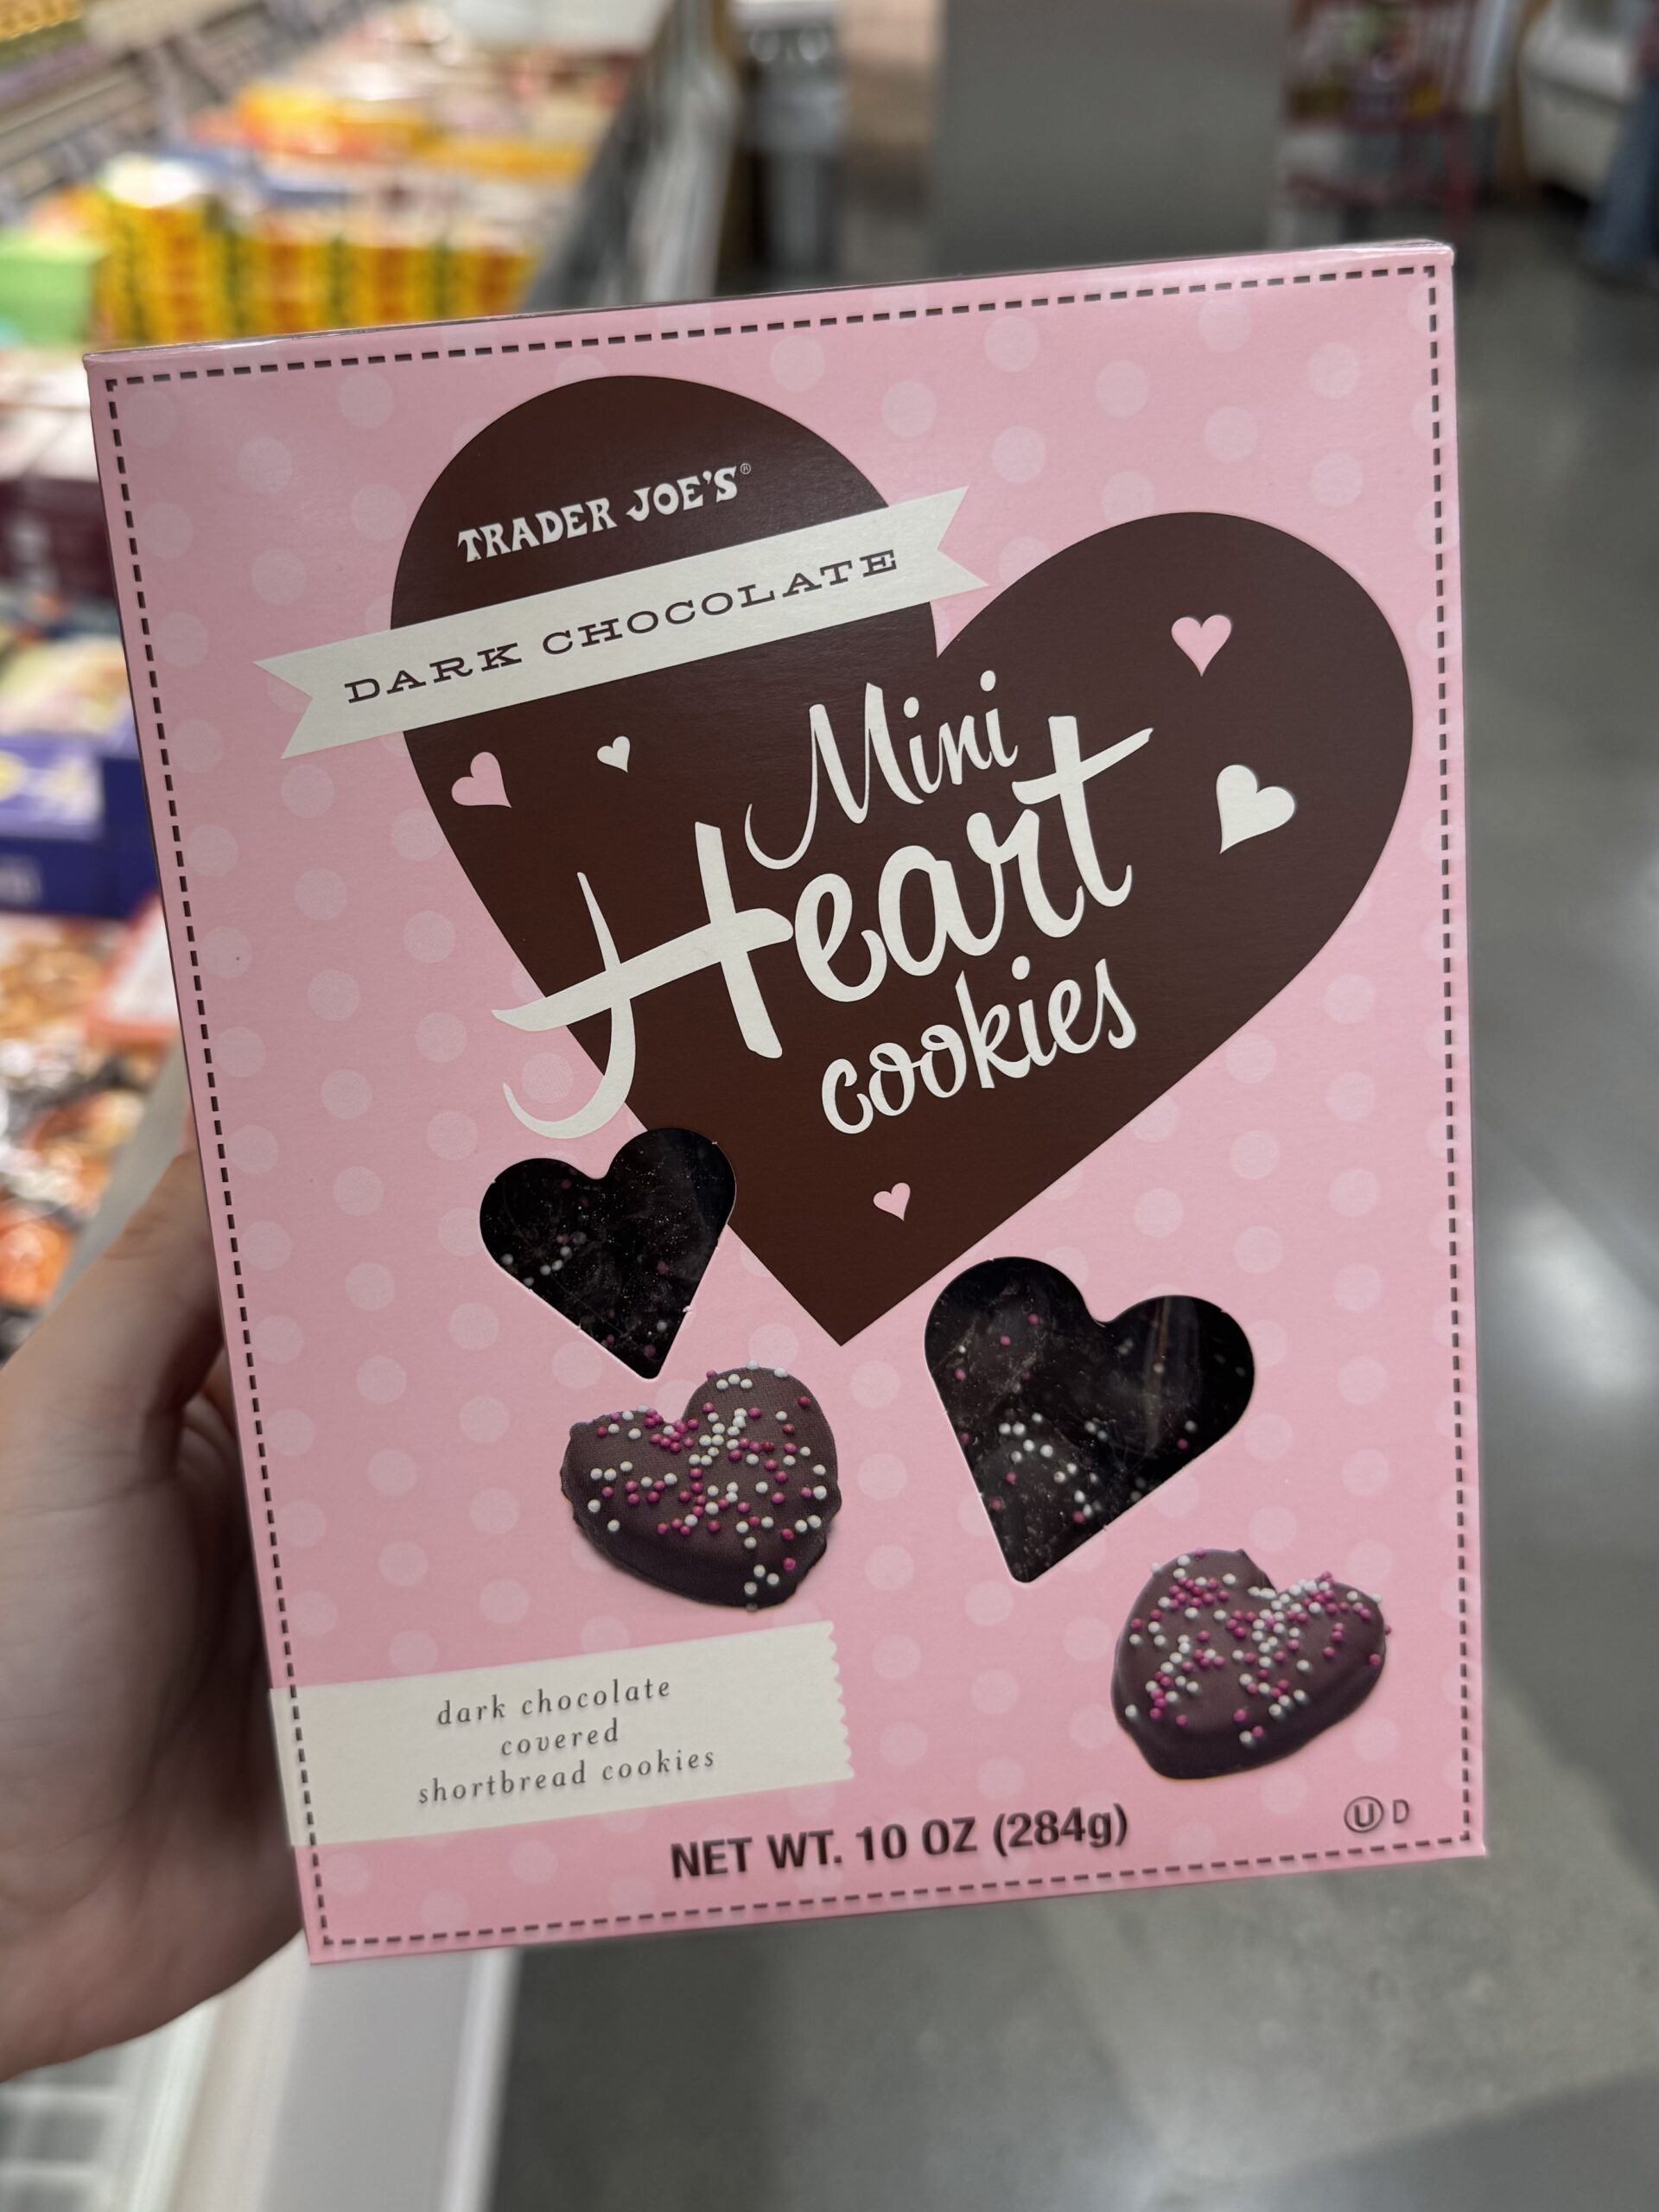 TRADER JOE'S®
DARK CHOCOLATE
Mini
Heart
cookies
dark chocolate
covered
shortbread cookies
NET WT. 10 OZ (284g)
Ⓤ D